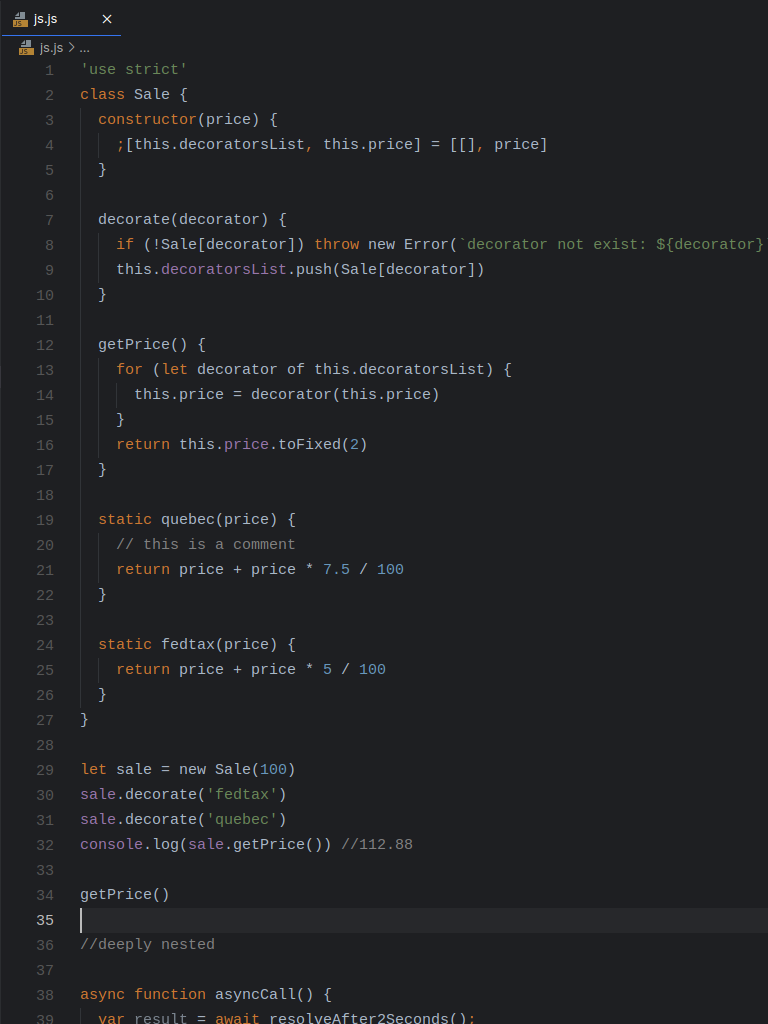 JS js.js ×
JS js.js > ...
1 'use strict'
2 class Sale {
3 constructor(price) {
4 ;[this.decoratorsList, this.price] = [[], price]
5 }
6
7 decorate(decorator) {
8 if (!Sale[decorator]) throw new Error(`decorator not exist: ${decorator}
9 this.decoratorsList.push(Sale[decorator])
10 }
11
12 getPrice() {
13 for (let decorator of this.decoratorsList) {
14 this.price = decorator(this.price)
15 }
16 return this.price.toFixed(2)
17 }
18
19 static quebec(price) {
20 // this is a comment
21 return price + price * 7.5 / 100
22 }
23
24 static fedtax(price) {
25 return price + price * 5 / 100
26 }
27 }
28
29 let sale = new Sale(100)
30 sale.decorate('fedtax')
31 sale.decorate('quebec')
32 console.log(sale.getPrice()) //112.88
33
34 getPrice()
35
36 //deeply nested
37
38 async function asyncCall() {
39 var result = await resolveAfter2Seconds();